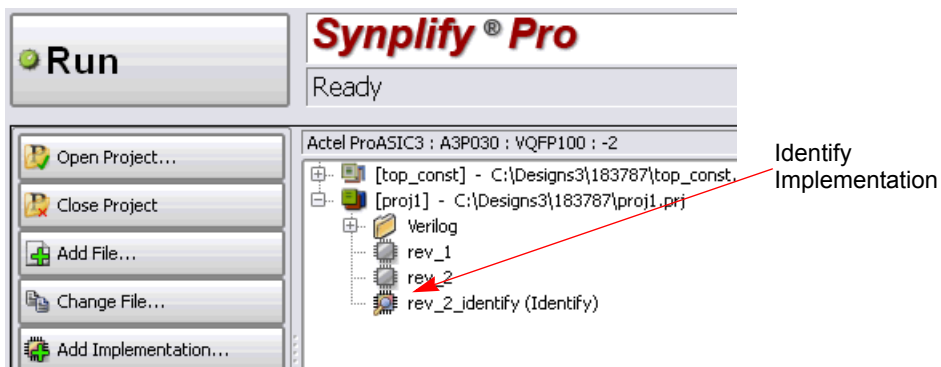 Run
Synplify ® Pro
Ready
Open Project...
Close Project
Add File...
Change File...
Add Implementation...
Actel ProASIC3 : A3P030 : VQFP100 : -2
[top_const] - C:\Designs3\183787\top_const.
[proj1] - C:\Designs3\183787\proj1.prj
Verilog
rev_1
rev_2
rev_2_identify (Identify)
Identify
Implementation